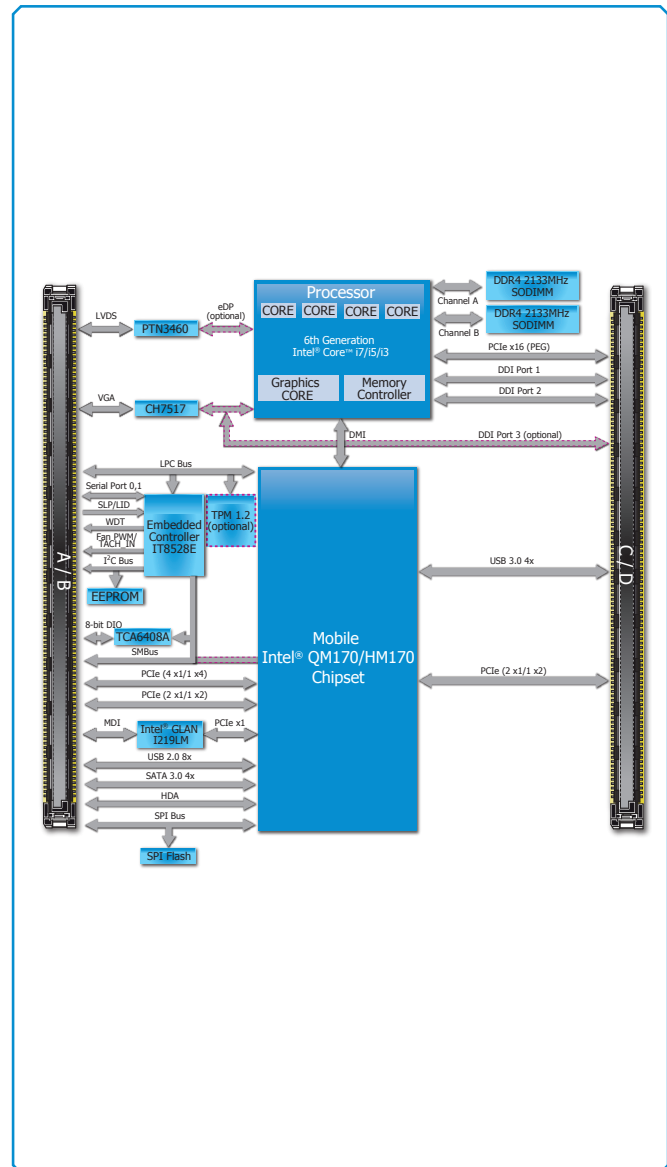 Processor
CORE CORE CORE CORE
6th Generation
Intel® Core™ i7/i5/i3
Graphics
CORE
Memory
Controller
eDP
(optional)
LVDS
PTN3460
VGA
CH7517
Channel A
DDR4 2133MHz
SODIMM
Channel B
DDR4 2133MHz
SODIMM
PCIe x16 (PEG)
DDI Port 1
DDI Port 2
DMI
DDI Port 3 (optional)
LPC Bus
Serial Port 0,1
SLP/LID
WDT
Fan PWM/
TACH_IN
I²C Bus
Embedded
Controller
IT8528E
TPM 1.2
(optional)
EEPROM
8-bit DIO
TCA6408A
SMBus
PCIe (4 x1/1 x4)
PCIe (2 x1/1 x2)
MDI
Intel® GLAN
I219LM
PCIe x1
USB 2.0 8x
SATA 3.0 4x
HDA
SPI Bus
SPI Flash
Mobile
Intel® QM170/HM170
Chipset
USB 3.0 4x
PCIe (2 x1/1 x2)
A / B
C / D